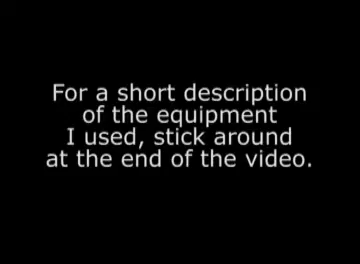 For a short description
of the equipment
I used, stick around
at the end of the video.